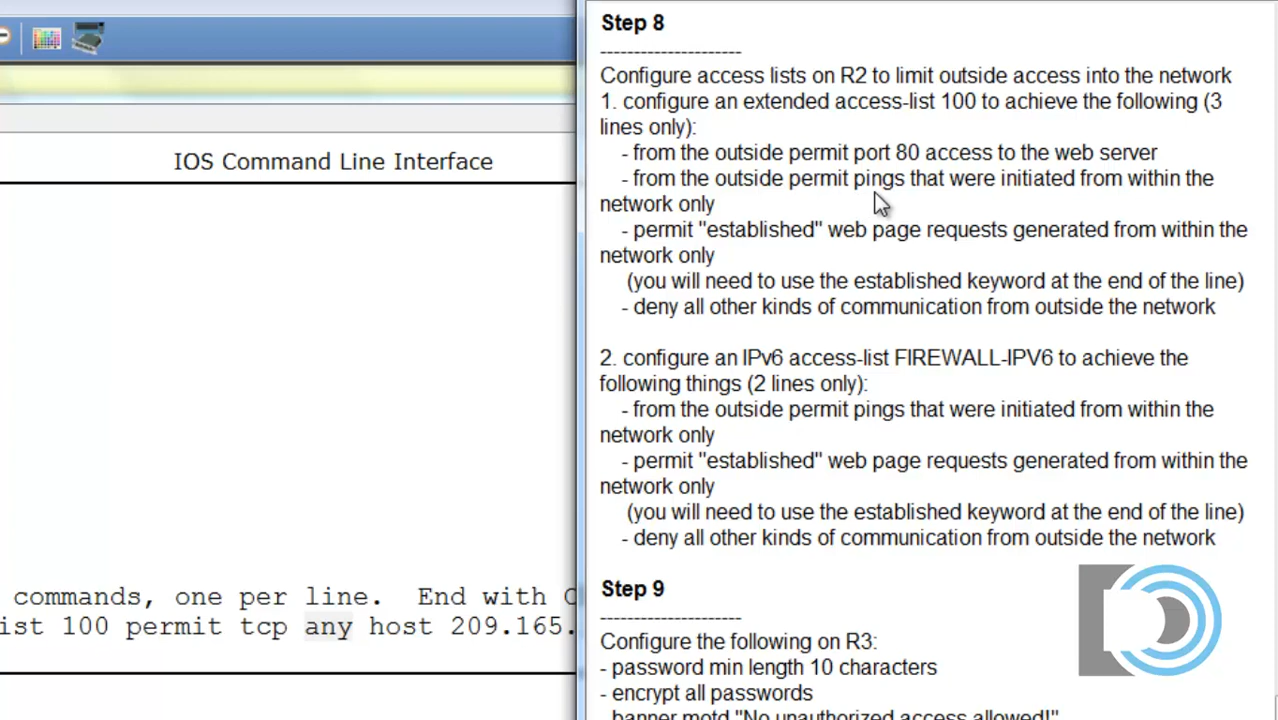 IOS Command Line Interface
commands, one per line.  End with
ist 100 permit tcp any host 209.165.
Step 8
---------------------
Configure access lists on R2 to limit outside access into the network
1. configure an extended access-list 100 to achieve the following (3
lines only):
- from the outside permit port 80 access to the web server
- from the outside permit pings that were initiated from within the
network only
- permit "established" web page requests generated from within the
network only
(you will need to use the established keyword at the end of the line)
- deny all other kinds of communication from outside the network
2. configure an IPv6 access-list FIREWALL-IPV6 to achieve the
following things (2 lines only):
- from the outside permit pings that were initiated from within the
network only
- permit "established" web page requests generated from within the
network only
(you will need to use the established keyword at the end of the line)
- deny all other kinds of communication from outside the network
Step 9
---------------------
Configure the following on R3:
- password min length 10 characters
- encrypt all passwords
banner motd "No unauthorized access allowed!"